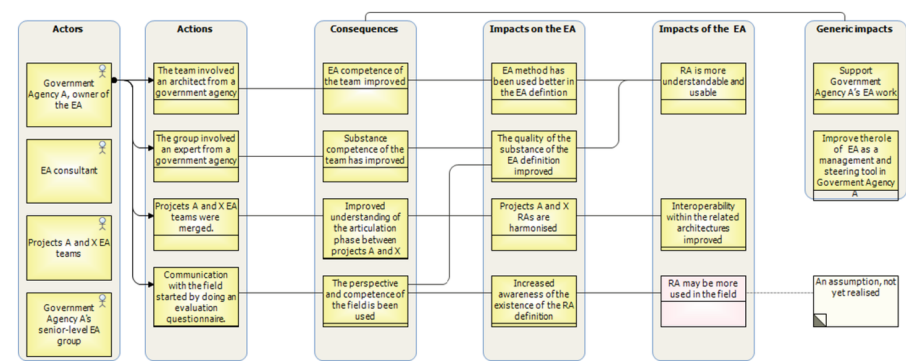 Actors
Government
Agency A, owner of
the EA
EA consultant
Projects A and X EA
teams
Government
Agency A's
senior-level EA
group
Actions
The team involved
an architect from a
government agency
The group involved
an expert from a
government agency
Projcets A and X EA
teams were
merged.
Communication
with the field
started by doing an
evaluation
questionnaire.
Consequences
EA competence of
the team improved
Substance
competence of the
team has improved
Improved
understanding of
the articulation
phase between
projects A and X
The perspective
and competence of
the field is been
used
Impacts on the EA
EA method has
been used better in
the EA defintion
The quality of the
substance of the
EA definition
improved
Projects A and X
RAs are
harmonised
Increased
awareness of the
existence of the RA
definition
Impacts of the EA
RA is more
understandable and
usable
Interoperability
within the related
architectures
improved
RA may be more
used in the field
Generic impacts
Support
Government
Agency A's EA work
Improve therole
of EA as a
management and
steering tool in
Goverment Agency
A
An assumption, not
yet realised